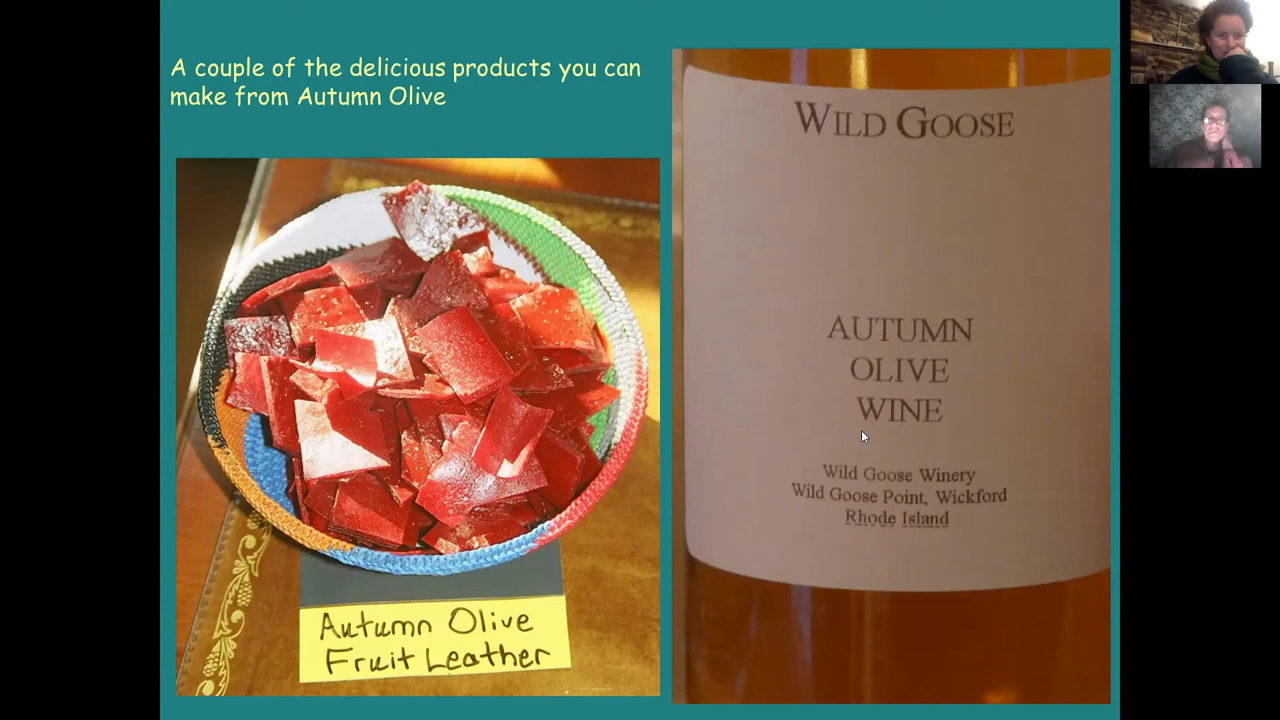 A couple of the delicious products you can
make from Autumn Olive
Autumn Olive
Fruit Leather
WILD GOOSE
AUTUMN
OLIVE
WINE
Wild Goose Winery
Wild Goose Point, Wickford
Rhode Island